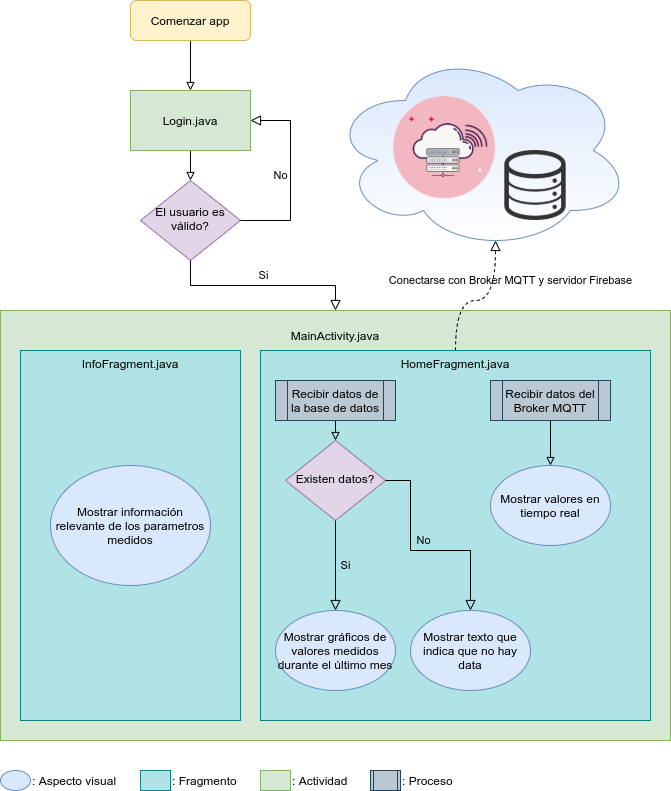 Comenzar app
Login.java
No
El usuario es
válido?
Si
Conectarse con Broker MQTT y servidor Firebase
MainActivity.java
InfoFragment.java
HomeFragment.java
Recibir datos de
la base de datos
Recibir datos del
Broker MQTT
Existen datos?
Mostrar información
relevante de los parametros
medidos
Mostrar valores en
tiempo real
No
Si
Mostrar gráficos de
valores medidos
durante el último mes
Mostrar texto que
indica que no hay
data
: Aspecto visual
: Fragmento
: Actividad
: Proceso